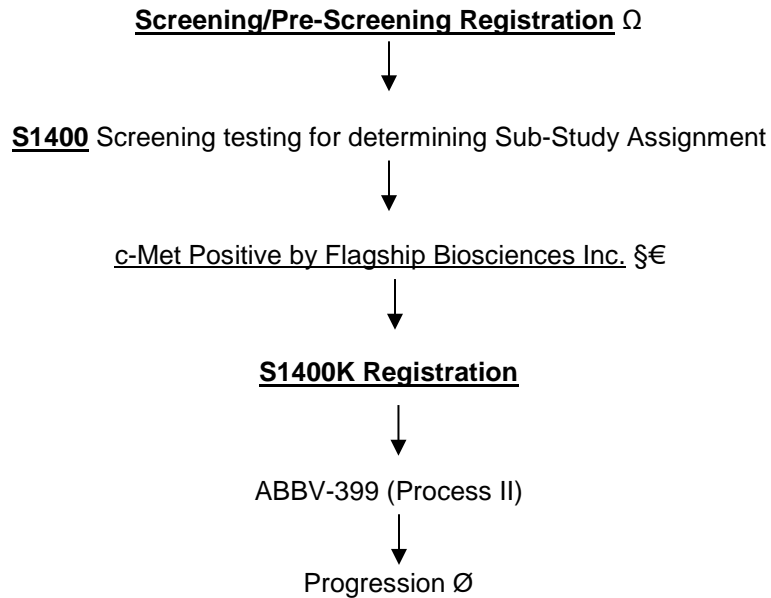 Screening/Pre-Screening Registration Ω
S1400 Screening testing for determining Sub-Study Assignment
c-Met Positive by Flagship Biosciences Inc. §€
S1400K Registration
ABBV-399 (Process II)
Progression Ø